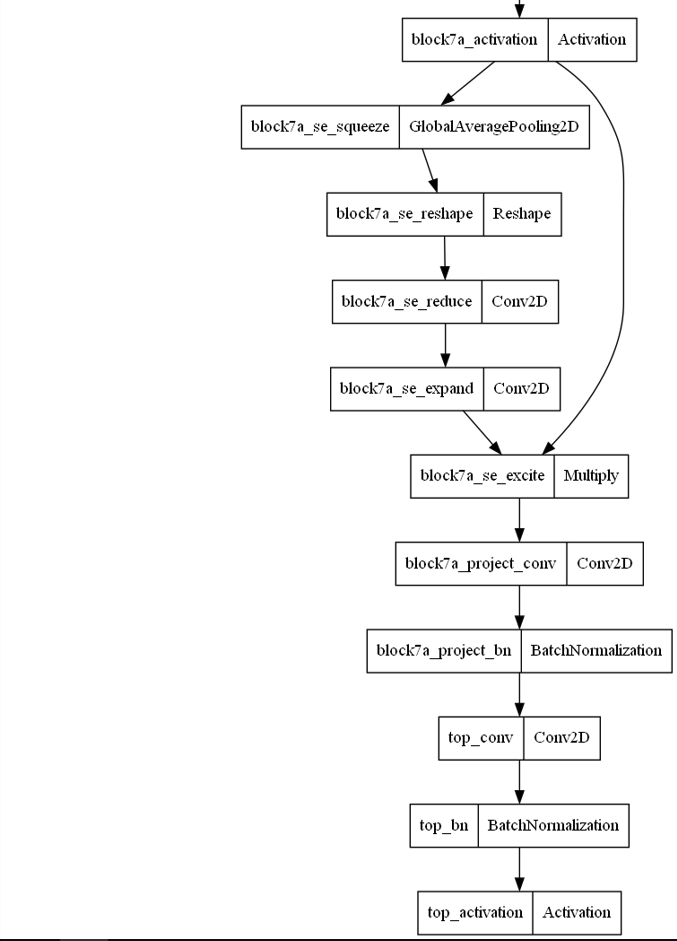 block7a_activation Activation
block7a_se_squeeze GlobalAveragePooling2D
block7a_se_reshape Reshape
block7a_se_reduce Conv2D
block7a_se_expand Conv2D
block7a_se_excite Multiply
block7a_project_conv Conv2D
block7a_project_bn BatchNormalization
top_conv Conv2D
top_bn BatchNormalization
top_activation Activation